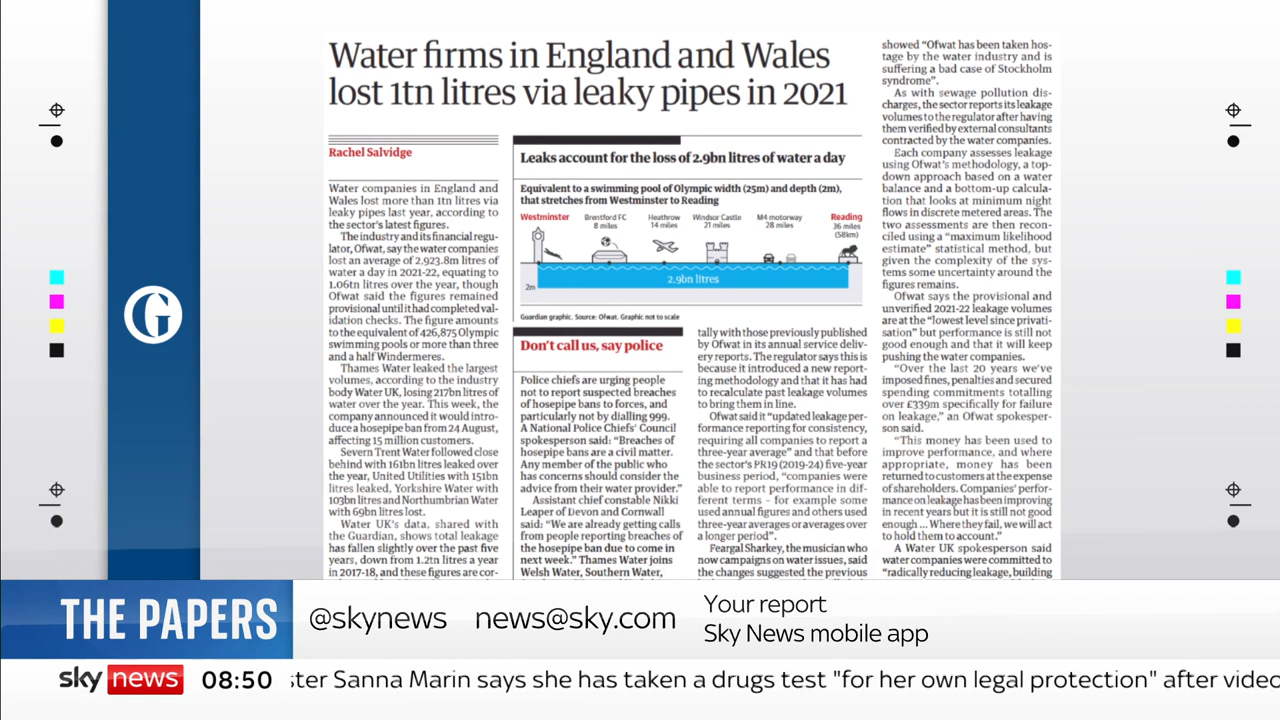 Water firms in England and Wales
lost 1tn litres via leaky pipes in 2021
Rachel Salvidge
Water companies in England and
Wales lost more than 1tn litres via
leaky pipes last year, according to
the sector's latest figures.
The industry and its financial regu-
lator, Ofwat, say the water companies
lost an average of 2,923.8m litres of
water a day in 2021-22, equating to
1.06tn litres over the year, though
Ofwat said the figures remained
provisional until it had completed val-
idation checks. The figure amounts
to the equivalent of 426,875 Olympic
swimming pools or more than three
and a half Windermeres.
Thames Water leaked the largest
volumes, according to the industry
body Water UK, losing 217bn litres of
water over the year. This week, the
company announced it would intro-
duce a hosepipe ban from 24 August,
affecting 15 million customers.
Severn Trent Water followed close
behind with 161bn litres leaked over
the year, United Utilities with 151bn
litres leaked, Yorkshire Water with
103bn litres and Northumbrian Water
with 69bn litres lost.
Water UK's data, shared with
the Guardian, shows total leakage
has fallen slightly over the past five
years, down from 1.2tn litres a year
in 2017-18, and these figures are cor-
Leaks account for the loss of 2.9bn litres of water a day
Equivalent to a swimming pool of Olympic width (25m) and depth (2m),
that stretches from Westminster to Reading
Westminster
Brentford FC
8 miles
Heathrow
14 miles
Windsor Castle
21 miles
M4 motorway
28 miles
Reading
36 miles
(58km)
2m
2.9bn litres
Guardian graphic. Source: Ofwat. Graphic not to scale
Don't call us, say police
Police chiefs are urging people
not to report suspected breaches
of hosepipe bans to forces, and
particularly not by dialling 999.
A National Police Chiefs' Council
spokesperson said: "Breaches of
hosepipe bans are a civil matter.
Any member of the public who
has concerns should consider the
advice from their water provider."
Assistant chief constable Nikki
Leaper of Devon and Cornwall
said: "We are already getting calls
from people reporting breaches of
the hosepipe ban due to come in
next week." Thames Water joins
Welsh Water, Southern Water,
tally with those previously published
by Ofwat in its annual service deliv-
ery reports. The regulator says this is
because it introduced a new report-
ing methodology and that it has had
to recalculate past leakage volumes
to bring them in line.
Ofwat said it "updated leakage per-
formance reporting for consistency,
requiring all companies to report a
three-year average" and that before
the sector's PR19 (2019-24) five-year
business period, "companies were
able to report performance in dif-
ferent terms - for example some
used annual figures and others used
three-year averages or averages over
a longer period".
Feargal Sharkey, the musician who
now campaigns on water issues, said
the changes suggested the previous
showed "Ofwat has been taken hos-
tage by the water industry and is
suffering a bad case of Stockholm
syndrome".
As with sewage pollution dis-
charges, the sector reports its leakage
volumes to the regulator after having
them verified by external consultants
contracted by the water companies.
Each company assesses leakage
using Ofwat's methodology, a top-
down approach based on a water
balance and a bottom-up calcula-
tion that looks at minimum night
flows in discrete metered areas. The
two assessments are then recon-
ciled using a "maximum likelihood
estimate" statistical method, but
given the complexity of the sys-
tems some uncertainty around the
figures remains.
Ofwat says the provisional and
unverified 2021-22 leakage volumes
are at the "lowest level since privati-
sation" but performance is still not
good enough and that it will keep
pushing the water companies.
"Over the last 20 years we've
imposed fines, penalties and secured
spending commitments totalling
over £339m specifically for failure
on leakage," an Ofwat spokesper-
son said.
"This money has been used to
improve performance, and where
appropriate, money has been
returned to customers at the expense
of shareholders. Companies' perfor-
mance on leakage has been improving
in recent years but it is still not good
enough ... Where they fail, we will act
to hold them to account."
A Water UK spokesperson said
water companies were committed to
"radically reducing leakage, building
THE PAPERS
@skynews news@sky.com
Your report
Sky News mobile app
sky news 08:50 ster Sanna Marin says she has taken a drugs test "for her own legal protection" after video